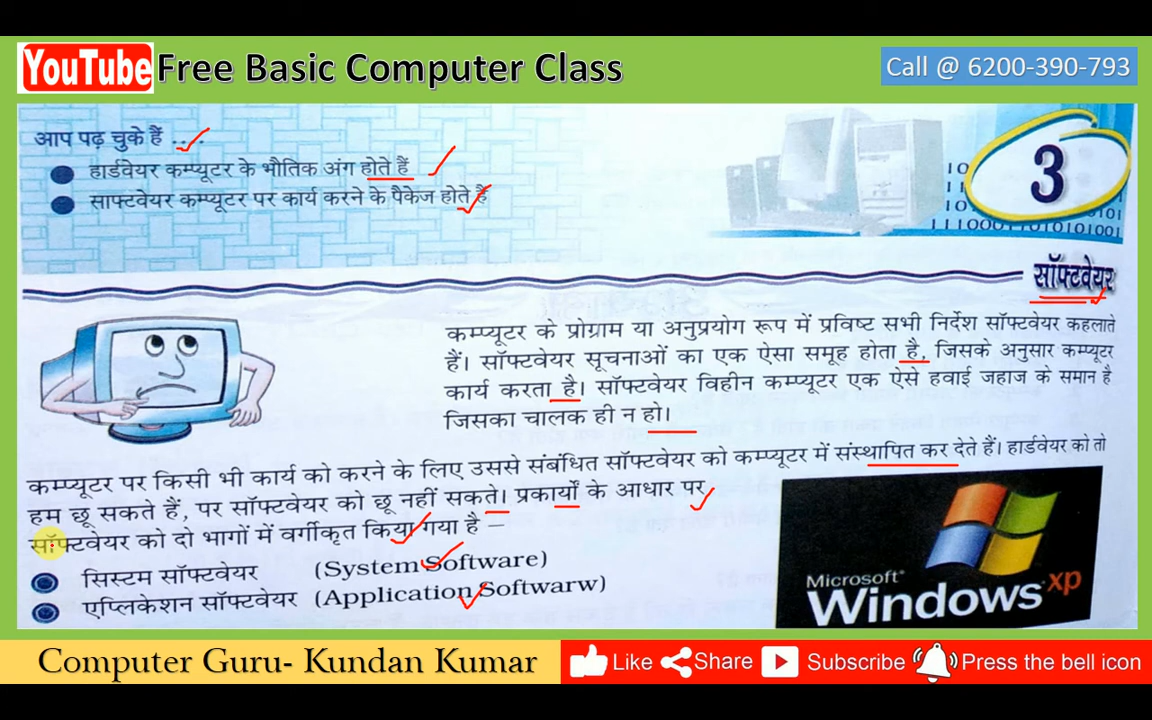 YouTube Free Basic Computer Class
Call @ 6200-390-793
आप पढ़ चुके हैं ....
हार्डवेयर कम्प्यूटर के भौतिक अंग होते हैं
साफ्टवेयर कम्प्यूटर पर कार्य करने के पैकेज होते हैं
3
सॉफ्टवेयर
कम्प्यूटर के प्रोग्राम या अनुप्रयोग रूप में प्रविष्ट सभी निर्देश सॉफ्टवेयर कहलाते
हैं। सॉफ्टवेयर सूचनाओं का एक ऐसा समूह होता है, जिसके अनुसार कम्प्यूटर
कार्य करता है। सॉफ्टवेयर विहीन कम्प्यूटर एक ऐसे हवाई जहाज के समान है
जिसका चालक ही न हो।
कम्प्यूटर पर किसी भी कार्य को करने के लिए उससे संबंधित सॉफ्टवेयर को कम्प्यूटर में संस्थापित कर देते हैं। हार्डवेयर को तो
हम छू सकते हैं, पर सॉफ्टवेयर को छू नहीं सकते। प्रकार्यों के आधार पर
सॉफ्टवेयर को दो भागों में वर्गीकृत किया गया है –
सिस्टम सॉफ्टवेयर (System Software)
एप्लिकेशन सॉफ्टवेयर (Application Softwarw)
Microsoft
Windows xp
Computer Guru- Kundan Kumar
Like Share Subscribe Press the bell icon